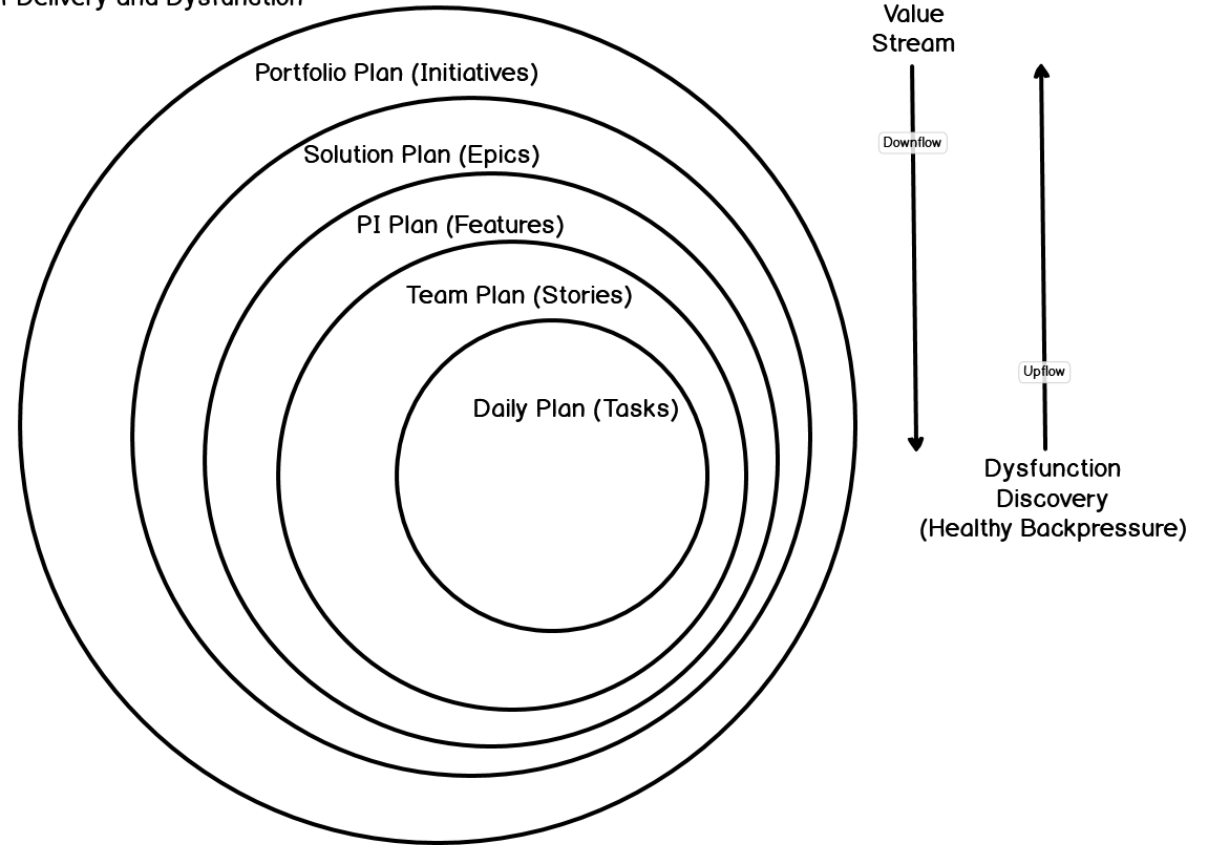 Delivery and Dysfunction
Portfolio Plan (Initiatives)
Solution Plan (Epics)
PI Plan (Features)
Team Plan (Stories)
Daily Plan (Tasks)
Value
Stream
Downflow
Upflow
Dysfunction
Discovery
(Healthy Backpressure)